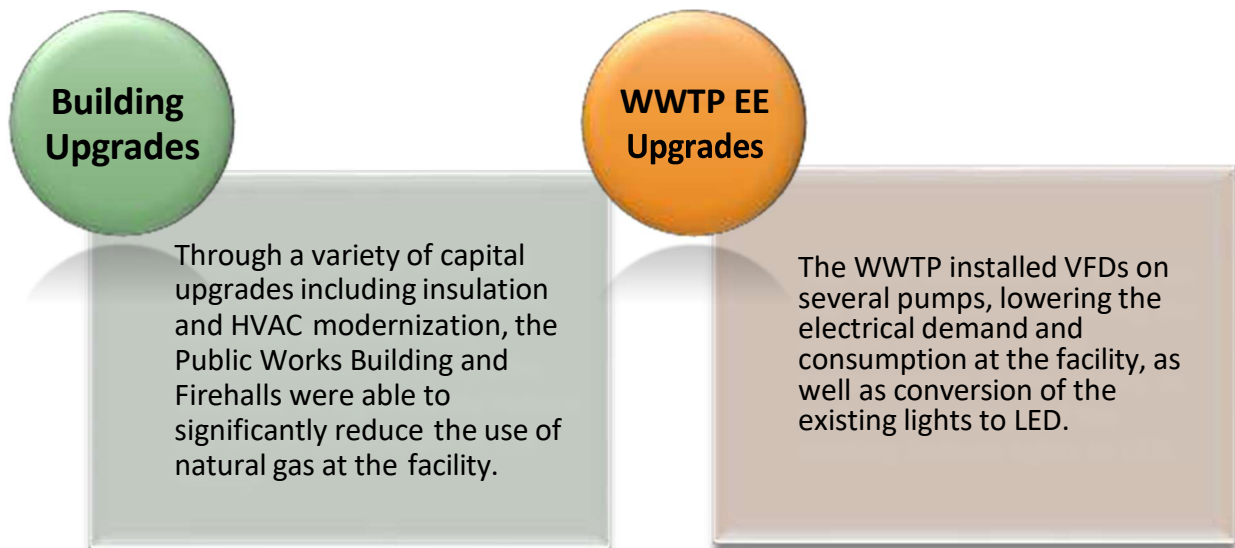 Building
Upgrades
Through a variety of capital
upgrades including insulation
and HVAC modernization, the
Public Works Building and
Firehalls were able to
significantly reduce the use of
natural gas at the facility.
WWTP EE
Upgrades
The WWTP installed VFDs on
several pumps, lowering the
electrical demand and
consumption at the facility, as
well as conversion of the
existing lights to LED.